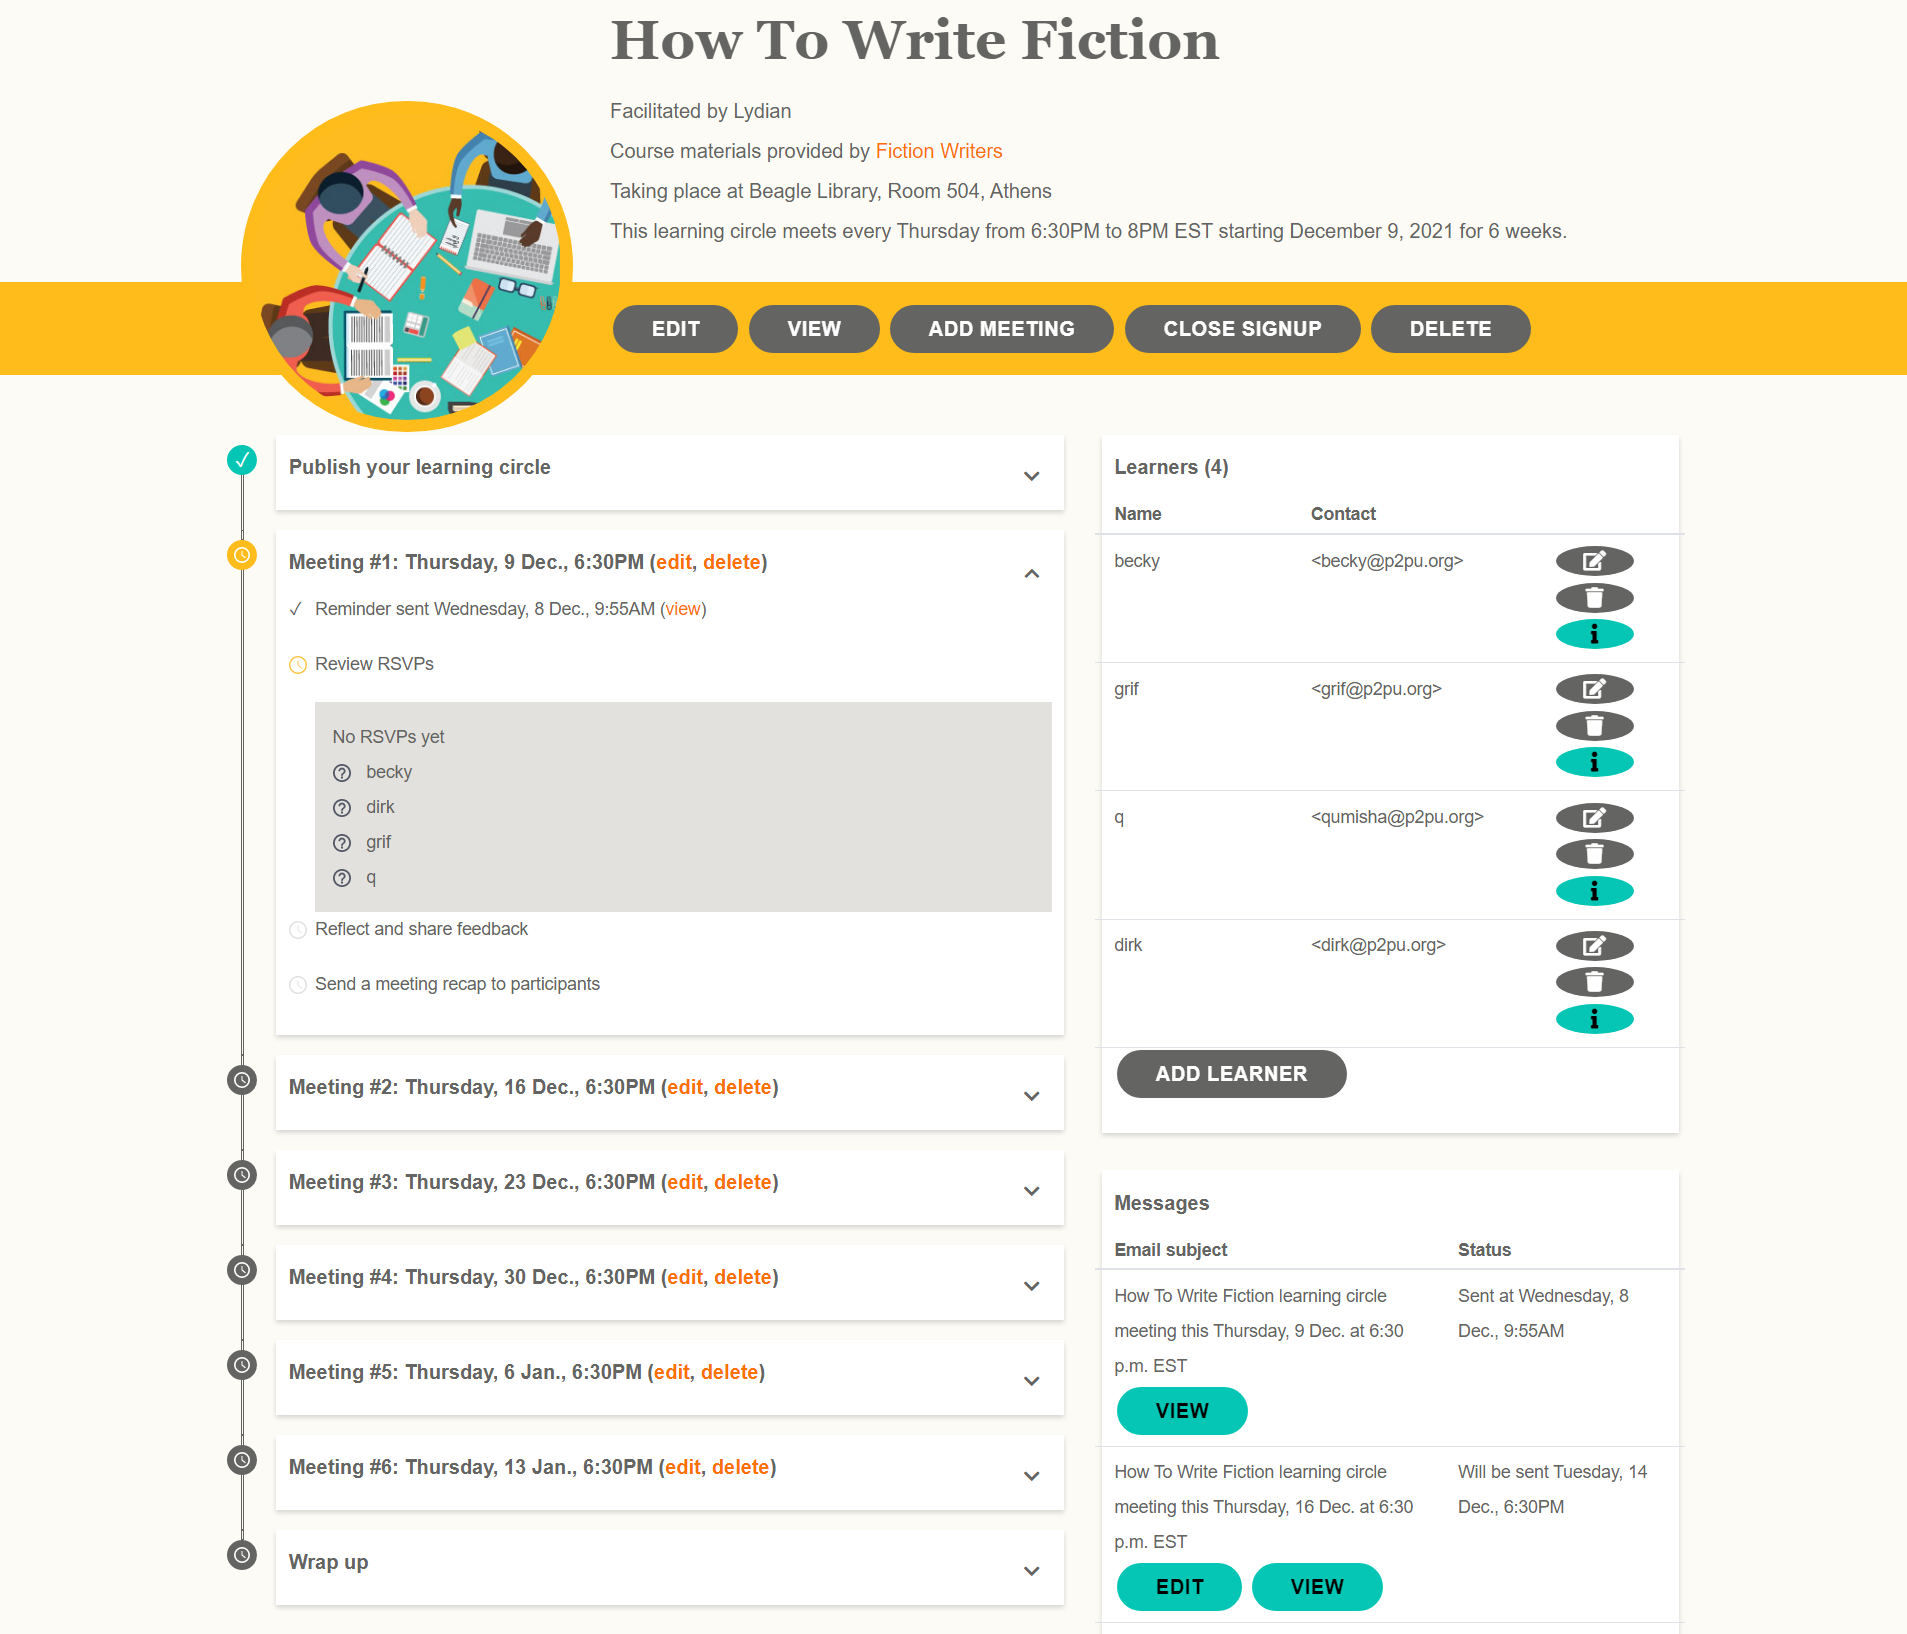 How To Write Fiction
Facilitated by Lydian
Course materials provided by Fiction Writers
Taking place at Beagle Library, Room 504, Athens
This learning circle meets every Thursday from 6:30PM to 8PM EST starting December 9, 2021 for 6 weeks.
EDIT VIEW ADD MEETING CLOSE SIGNUP DELETE
Publish your learning circle
Meeting #1: Thursday, 9 Dec., 6:30PM (edit, delete)
Reminder sent Wednesday, 8 Dec., 9:55AM (view)
Review RSVPs
No RSVPs yet
becky
dirk
grif
q
Reflect and share feedback
Send a meeting recap to participants
Meeting #2: Thursday, 16 Dec., 6:30PM (edit, delete)
Meeting #3: Thursday, 23 Dec., 6:30PM (edit, delete)
Meeting #4: Thursday, 30 Dec., 6:30PM (edit, delete)
Meeting #5: Thursday, 6 Jan., 6:30PM (edit, delete)
Meeting #6: Thursday, 13 Jan., 6:30PM (edit, delete)
Wrap up
Learners (4)
Name Contact
becky <becky@p2pu.org>
grif <grif@p2pu.org>
q <qumisha@p2pu.org>
dirk <dirk@p2pu.org>
ADD LEARNER
Messages
Email subject Status
How To Write Fiction learning circle Sent at Wednesday, 8
meeting this Thursday, 9 Dec. at 6:30 Dec., 9:55AM
p.m. EST
VIEW
How To Write Fiction learning circle Will be sent Tuesday, 14
meeting this Thursday, 16 Dec. at 6:30 Dec., 6:30PM
p.m. EST
EDIT VIEW